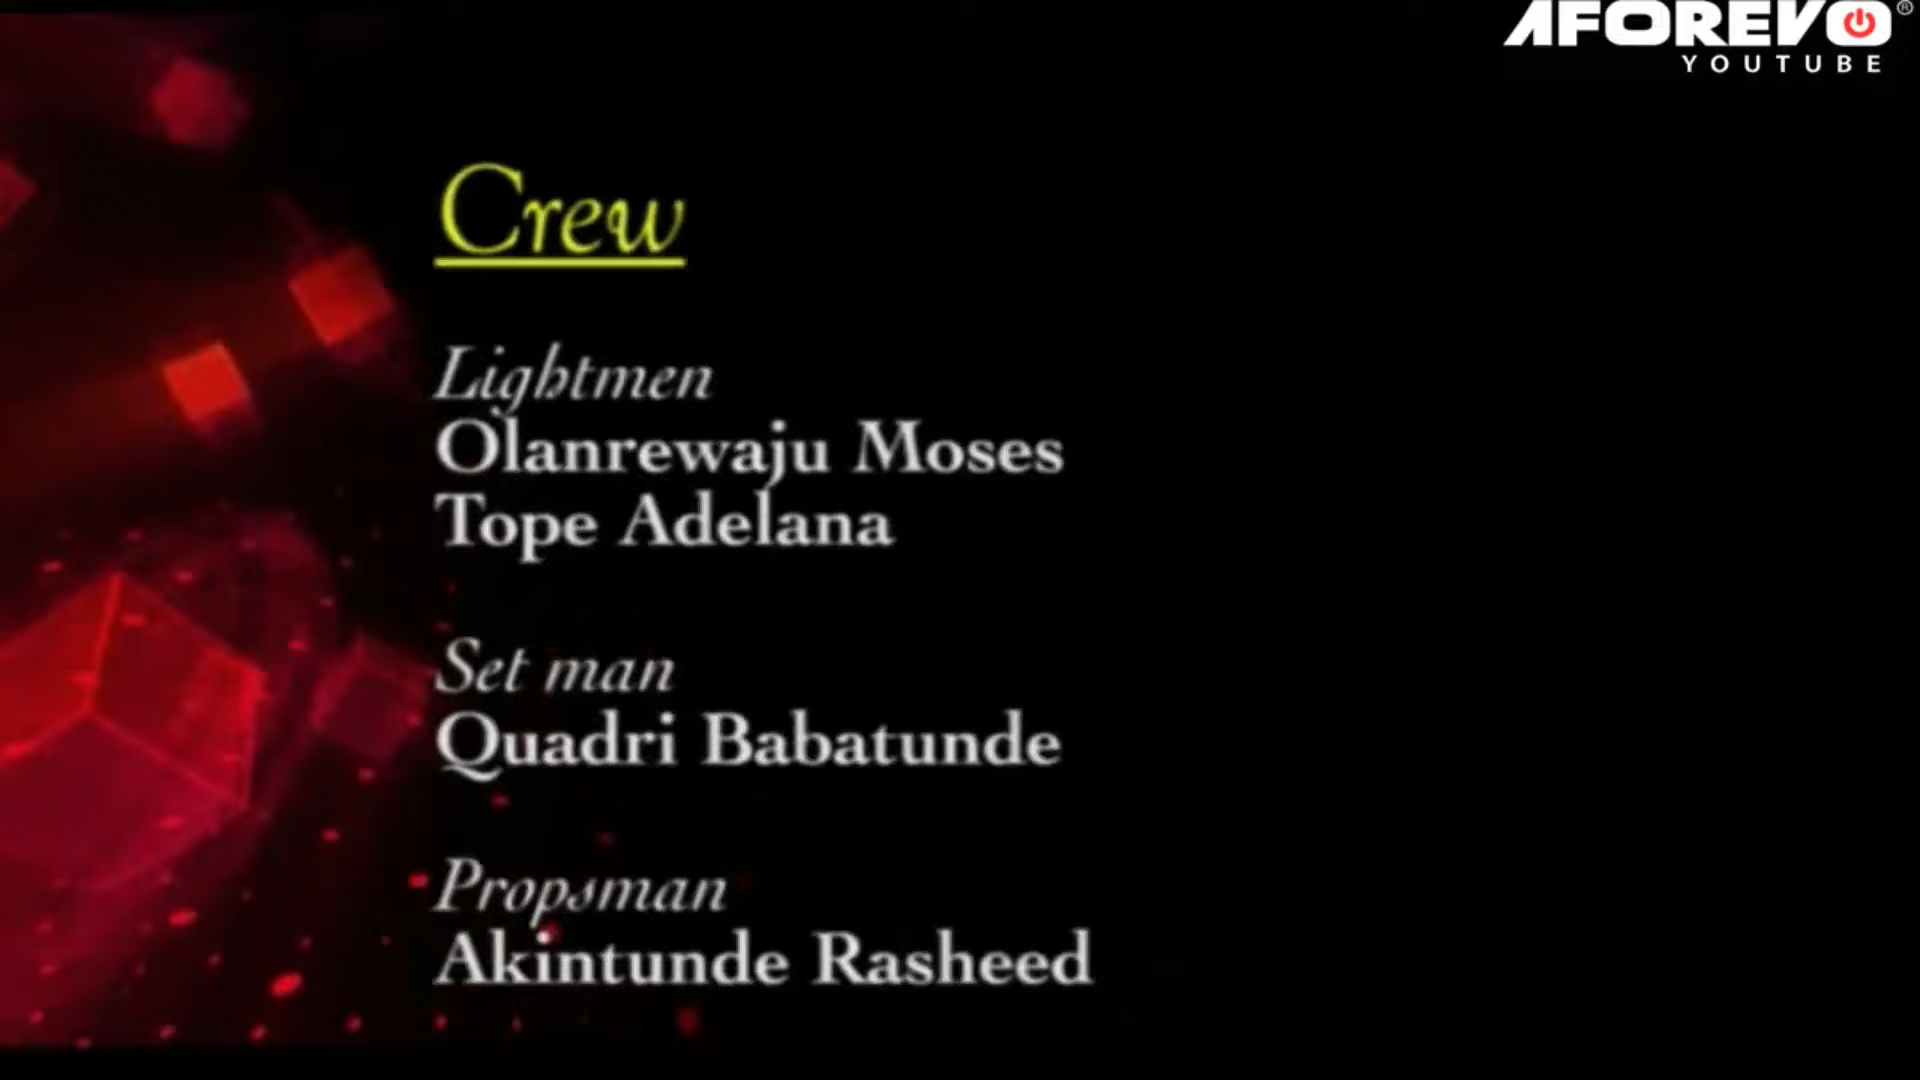 AFOREVO®
YOUTUBE
Crew
Lightmen
Olanrewaju Moses
Tope Adelana
Set man
Quadri Babatunde
Propsman
Akintunde Rasheed